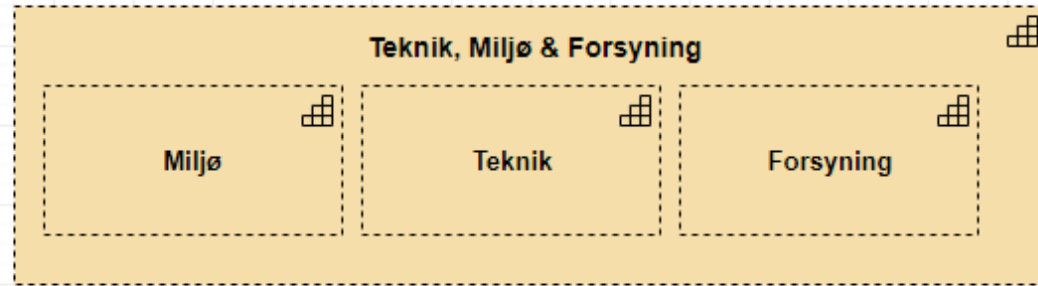 Teknik, Miljø & Forsyning
Miljø
Teknik
Forsyning